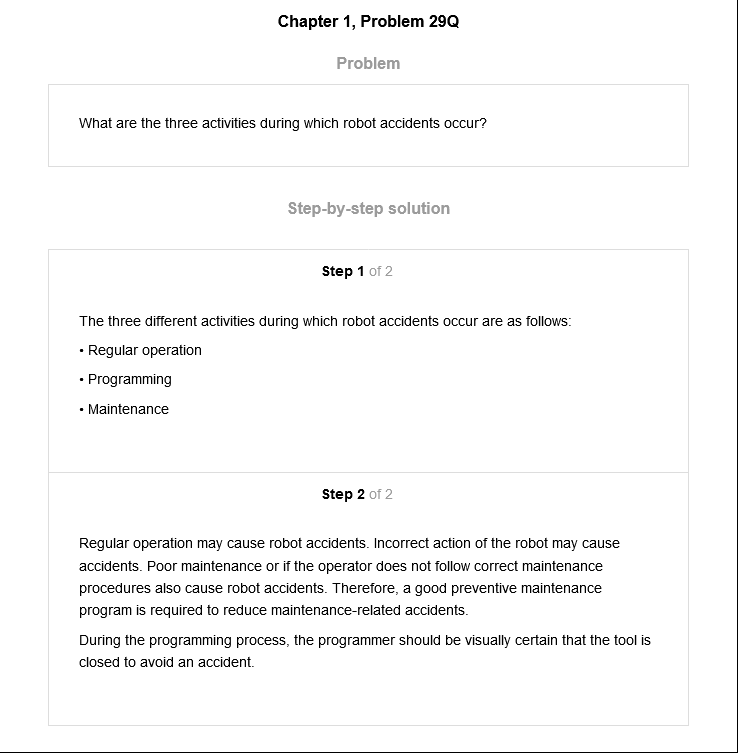 Chapter 1, Problem 29Q
Problem
What are the three activities during which robot accidents occur?
Step-by-step solution
Step 1 of 2
The three different activities during which robot accidents occur are as follows:
• Regular operation
• Programming
• Maintenance
Step 2 of 2
Regular operation may cause robot accidents. Incorrect action of the robot may cause
accidents. Poor maintenance or if the operator does not follow correct maintenance
procedures also cause robot accidents. Therefore, a good preventive maintenance
program is required to reduce maintenance-related accidents.
During the programming process, the programmer should be visually certain that the tool is
closed to avoid an accident.